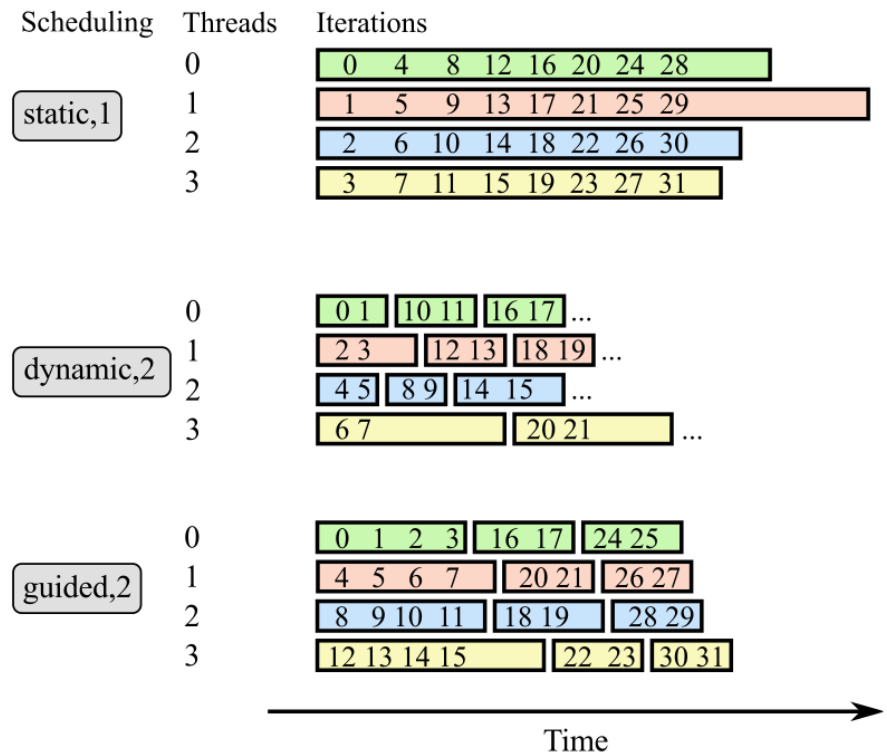 Scheduling Threads Iterations
0 0 4 8 12 16 20 24 28
static,1
1 1 5 9 13 17 21 25 29
2 2 6 10 14 18 22 26 30
3 3 7 11 15 19 23 27 31
0 0 1 10 11 16 17 ...
1 2 3 12 13 18 19 ...
dynamic,2
2 4 5 8 9 14 15 ...
3 6 7 20 21 ...
0 0 1 2 3 16 17 24 25
1 4 5 6 7 20 21 26 27
guided,2
2 8 9 10 11 18 19 28 29
3 12 13 14 15 22 23 30 31
Time